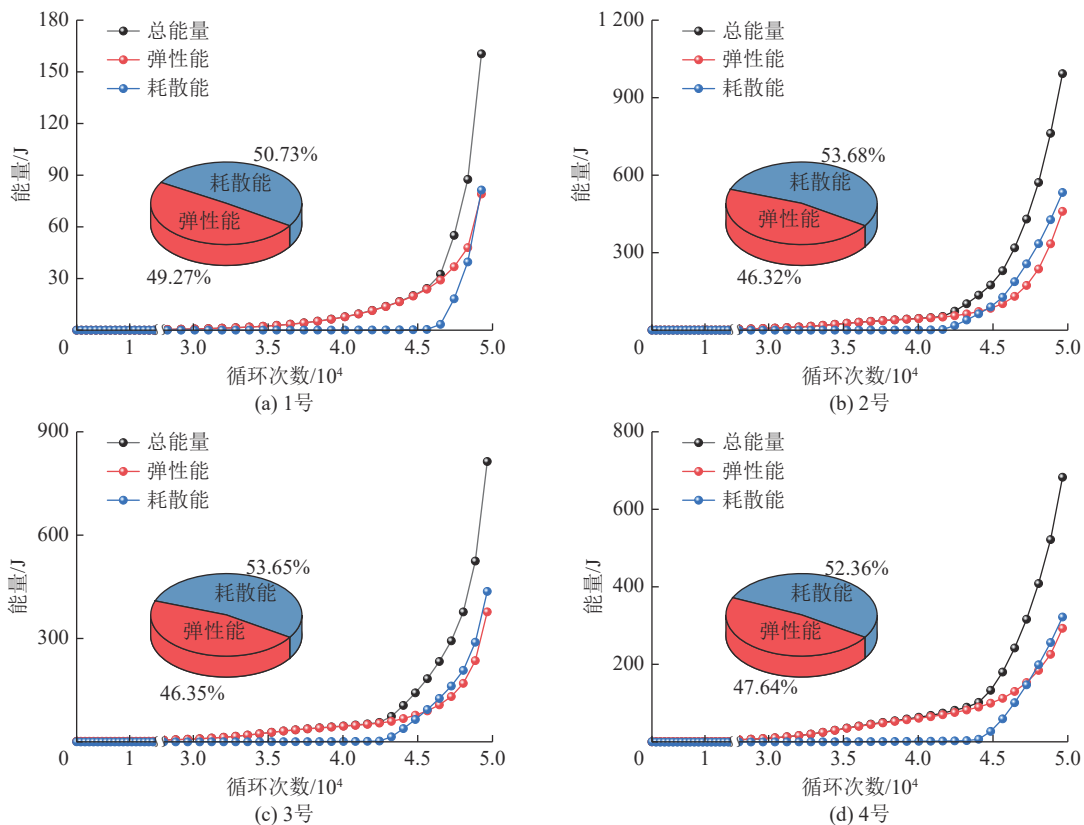 180
150
120
90
60
30
0
1
3.0
3.5
4.0
4.5
5.0
能量/J
总能量
弹性能
耗散能
50.73%
耗散能
弹性能
49.27%
循环次数/10⁴
(a) 1号
1 200
900
600
300
0
1
3.0
3.5
4.0
4.5
5.0
能量/J
总能量
弹性能
耗散能
53.68%
耗散能
弹性能
46.32%
循环次数/10⁴
(b) 2号
900
600
300
0
1
3.0
3.5
4.0
4.5
5.0
能量/J
总能量
弹性能
耗散能
53.65%
耗散能
弹性能
46.35%
循环次数/10⁴
(c) 3号
800
600
400
200
0
1
3.0
3.5
4.0
4.5
5.0
能量/J
总能量
弹性能
耗散能
52.36%
耗散能
弹性能
47.64%
循环次数/10⁴
(d) 4号